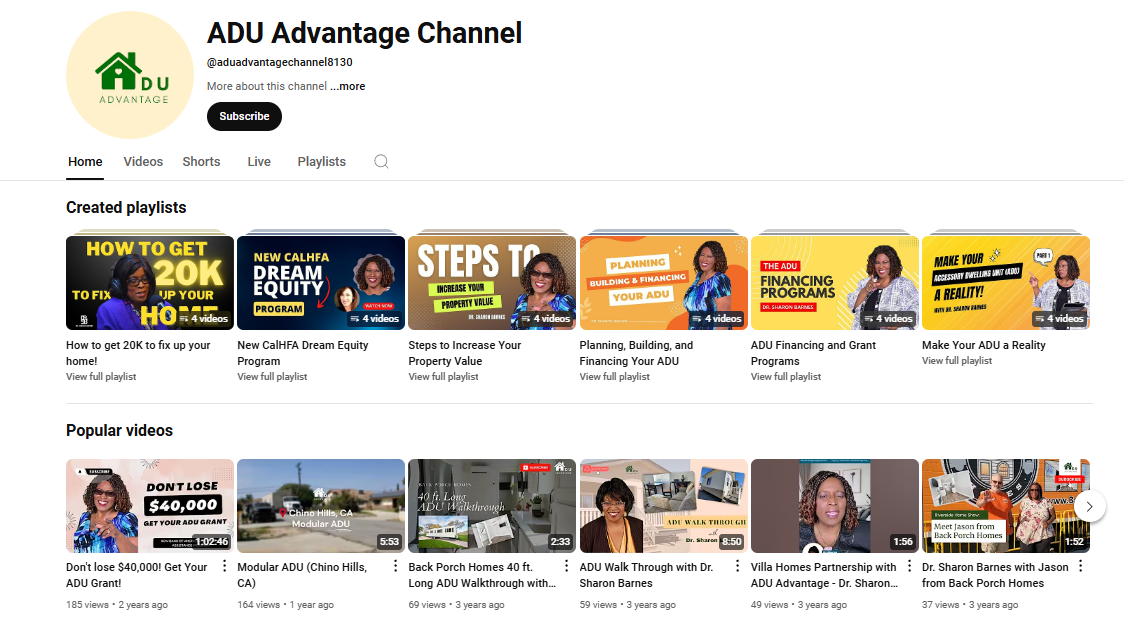 DU
ADVANTAGE
ADU Advantage Channel
@aduadvantagechannel8130
More about this channel ...more
Subscribe
Home
Videos
Shorts
Live
Playlists
Created playlists
HOW TO GET
20K
TO FIX UP YOUR
HOME
4 videos
How to get 20K to fix up your
home!
View full playlist
NEW CALHFA
DREAM
EQUITY
PROGRAM
WATCH NOW
4 videos
New CalHFA Dream Equity
Program
View full playlist
STEPS TO
INCREASE YOUR
PROPERTY VALUE
DR. SHARON BARNES
4 videos
Steps to Increase Your
Property Value
View full playlist
PLANNING
BUILDING & FINANCING
YOUR ADU
4 videos
Planning, Building, and
Financing Your ADU
View full playlist
THE ADU
FINANCING
PROGRAMS
DR. SHARON BARNES
4 videos
ADU Financing and Grant
Programs
View full playlist
MAKE YOUR
ACCESSORY DWELLING UNIT (ADU)
A REALITY!
WITH DR. SHARON BARNES
PART 1
4 videos
Make Your ADU a Reality
View full playlist
Popular videos
SUBSCRIBE
DON'T LOSE
$40,000
GET YOUR ADU GRANT
1:02:46
Don't lose $40,000! Get Your
ADU Grant!
185 views • 2 years ago
Chino Hills, CA
Modular ADU
5:53
Modular ADU (Chino Hills,
CA)
164 views • 1 year ago
SUBSCRIBE
BACK PORCH HOMES
40 ft. Long
ADU Walkthrough
2:33
Back Porch Homes 40 ft.
Long ADU Walkthrough with...
69 views • 3 years ago
ADU WALK THROUGH
with
Dr. Sharon
8:50
ADU Walk Through with Dr.
Sharon Barnes
59 views • 3 years ago
1:56
Villa Homes Partnership with
ADU Advantage - Dr. Sharon...
49 views • 3 years ago
SUBSCRIBE
Riverside Home Show:
Meet Jason from
Back Porch Homes
1:52
Dr. Sharon Barnes with Jason
from Back Porch Homes
37 views • 3 years ago